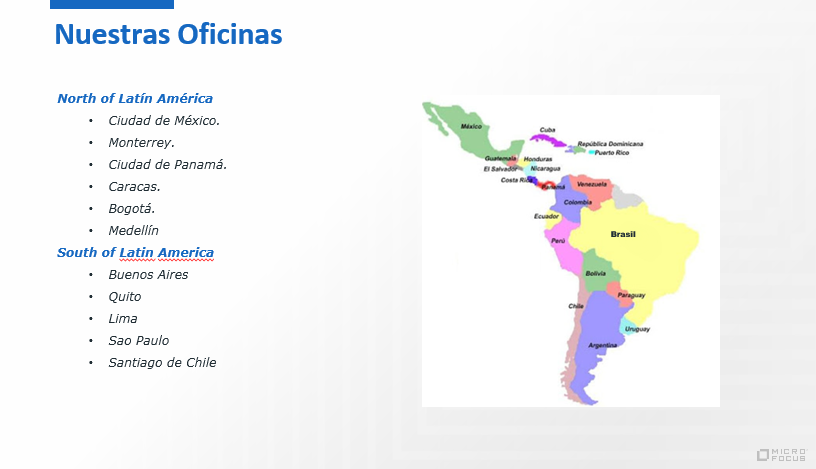 Nuestras Oficinas
North of Latín América
• Ciudad de México.
• Monterrey.
• Ciudad de Panamá.
• Caracas.
• Bogotá.
• Medellín
South of Latin America
• Buenos Aires
• Quito
• Lima
• Sao Paulo
• Santiago de Chile
México
Cuba
República Dominicana
Puerto Rico
Guatemala
Honduras
El Salvador
Nicaragua
Costa Rica
Panamá
Venezuela
Colombia
Ecuador
Brasil
Perú
Bolivia
Paraguay
Chile
Uruguay
Argentina
MICRO
FOCUS